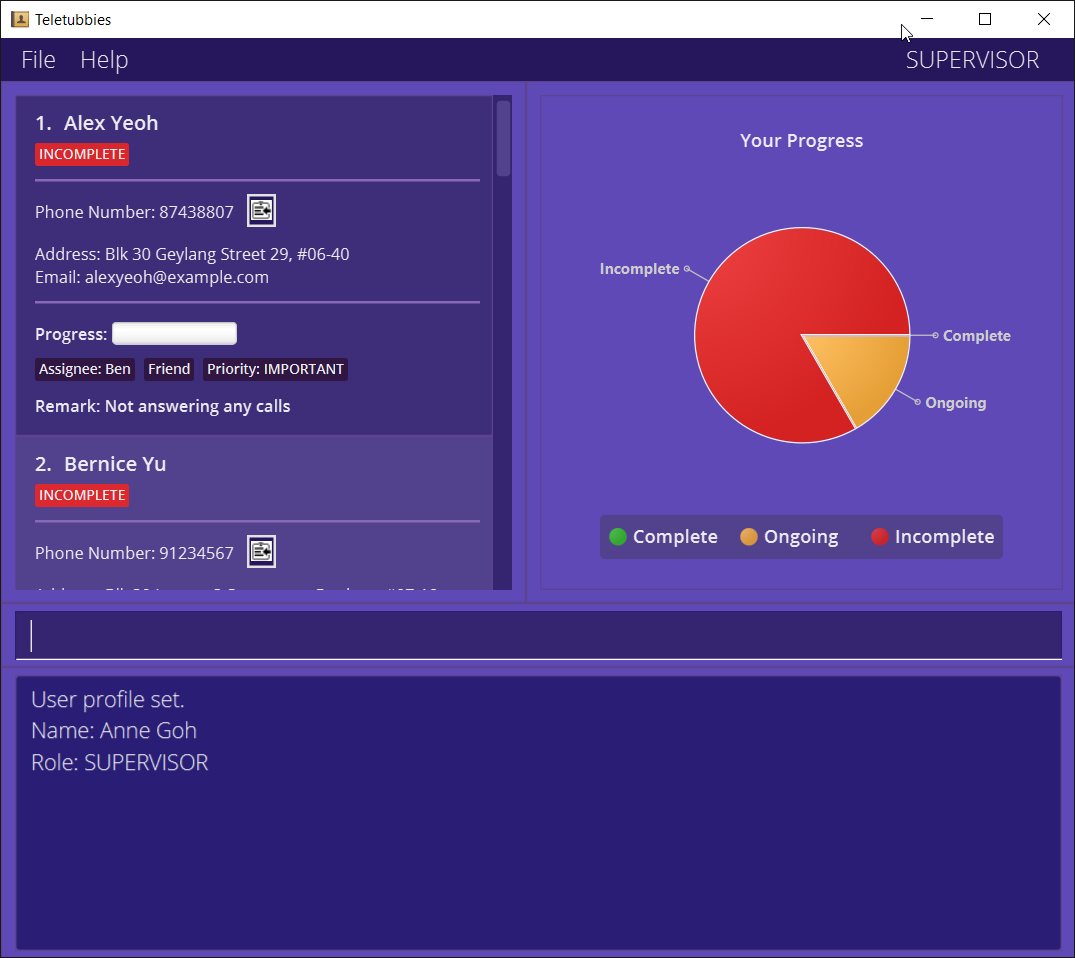 Teletubbies
File Help SUPERVISOR
1. Alex Yeoh
INCOMPLETE
Phone Number: 87438807
Address: Blk 30 Geylang Street 29, #06-40
Email: alexyeoh@example.com
Progress:
Assignee: Ben Friend Priority: IMPORTANT
Remark: Not answering any calls
2. Bernice Yu
INCOMPLETE
Phone Number: 91234567
Your Progress
Incomplete
Complete
Ongoing
Complete Ongoing Incomplete
User profile set.
Name: Anne Goh
Role: SUPERVISOR